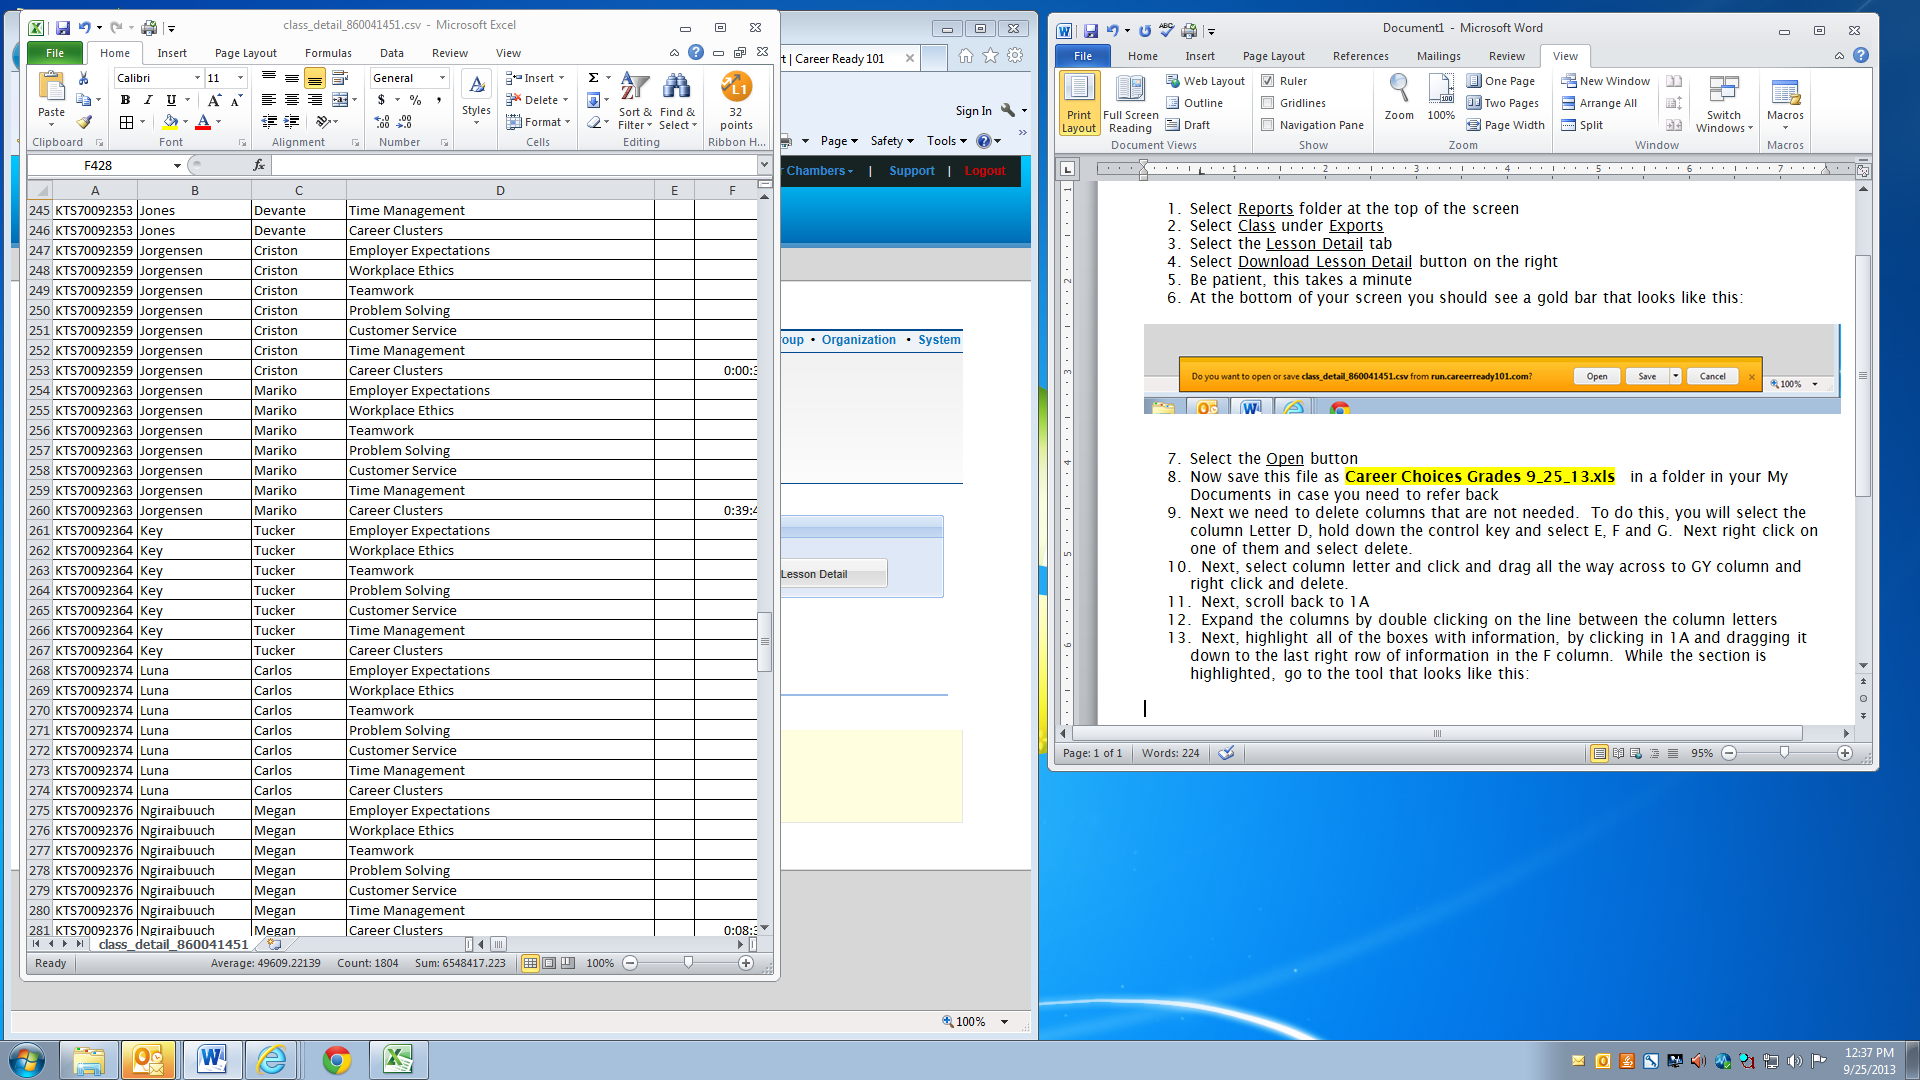 class_detail_860041451.csv - Microsoft Excel
File Home Insert Page Layout Formulas Data Review View
Paste Calibri 11 General Styles Insert Delete Format Sort & Filter Find & Select 32 points
Clipboard Font Alignment Number Cells Editing Ribbon H...
F428 fx
A B C D E F
245 KTS70092353 Jones Devante Time Management
246 KTS70092353 Jones Devante Career Clusters
247 KTS70092359 Jorgensen Criston Employer Expectations
248 KTS70092359 Jorgensen Criston Workplace Ethics
249 KTS70092359 Jorgensen Criston Teamwork
250 KTS70092359 Jorgensen Criston Problem Solving
251 KTS70092359 Jorgensen Criston Customer Service
252 KTS70092359 Jorgensen Criston Time Management
253 KTS70092359 Jorgensen Criston Career Clusters 0:00:3
254 KTS70092363 Jorgensen Mariko Employer Expectations
255 KTS70092363 Jorgensen Mariko Workplace Ethics
256 KTS70092363 Jorgensen Mariko Teamwork
257 KTS70092363 Jorgensen Mariko Problem Solving
258 KTS70092363 Jorgensen Mariko Customer Service
259 KTS70092363 Jorgensen Mariko Time Management
260 KTS70092363 Jorgensen Mariko Career Clusters 0:39:4
261 KTS70092364 Key Tucker Employer Expectations
262 KTS70092364 Key Tucker Workplace Ethics
263 KTS70092364 Key Tucker Teamwork
264 KTS70092364 Key Tucker Problem Solving
265 KTS70092364 Key Tucker Customer Service
266 KTS70092364 Key Tucker Time Management
267 KTS70092364 Key Tucker Career Clusters
268 KTS70092374 Luna Carlos Employer Expectations
269 KTS70092374 Luna Carlos Workplace Ethics
270 KTS70092374 Luna Carlos Teamwork
271 KTS70092374 Luna Carlos Problem Solving
272 KTS70092374 Luna Carlos Customer Service
273 KTS70092374 Luna Carlos Time Management
274 KTS70092374 Luna Carlos Career Clusters
275 KTS70092376 Ngiraibuuch Megan Employer Expectations
276 KTS70092376 Ngiraibuuch Megan Workplace Ethics
277 KTS70092376 Ngiraibuuch Megan Teamwork
278 KTS70092376 Ngiraibuuch Megan Problem Solving
279 KTS70092376 Ngiraibuuch Megan Customer Service
280 KTS70092376 Ngiraibuuch Megan Time Management
281 KTS70092376 Ngiraibuuch Megan Career Clusters 0:08:3
class_detail_860041451
Ready Average: 49609.22139 Count: 1804 Sum: 6548417.223 100%
t | Career Ready 101
Sign In
Page Safety Tools
Chambers | Support | Logout
oup • Organization • System
Lesson Detail
100%
Document1 - Microsoft Word
File Home Insert Page Layout References Mailings Review View
Print Layout Full Screen Reading Web Layout Outline Draft Ruler Gridlines Navigation Pane Zoom 100% One Page Two Pages Page Width New Window Arrange All Split Switch Windows Macros
Document Views Show Zoom Window Macros
1. Select Reports folder at the top of the screen
2. Select Class under Exports
3. Select the Lesson Detail tab
4. Select Download Lesson Detail button on the right
5. Be patient, this takes a minute
6. At the bottom of your screen you should see a gold bar that looks like this:
Do you want to open or save class_detail_860041451.csv from run.careerready101.com? Open Save Cancel
100%
7. Select the Open button
8. Now save this file as Career Choices Grades 9_25_13.xls in a folder in your My
Documents in case you need to refer back
9. Next we need to delete columns that are not needed. To do this, you will select the
column Letter D, hold down the control key and select E, F and G. Next right click on
one of them and select delete.
10. Next, select column letter and click and drag all the way across to GY column and
right click and delete.
11. Next, scroll back to 1A
12. Expand the columns by double clicking on the line between the column letters
13. Next, highlight all of the boxes with information, by clicking in 1A and dragging it
down to the last right row of information in the F column. While the section is
highlighted, go to the tool that looks like this:
Page: 1 of 1 Words: 224 95%
12:37 PM
9/25/2013